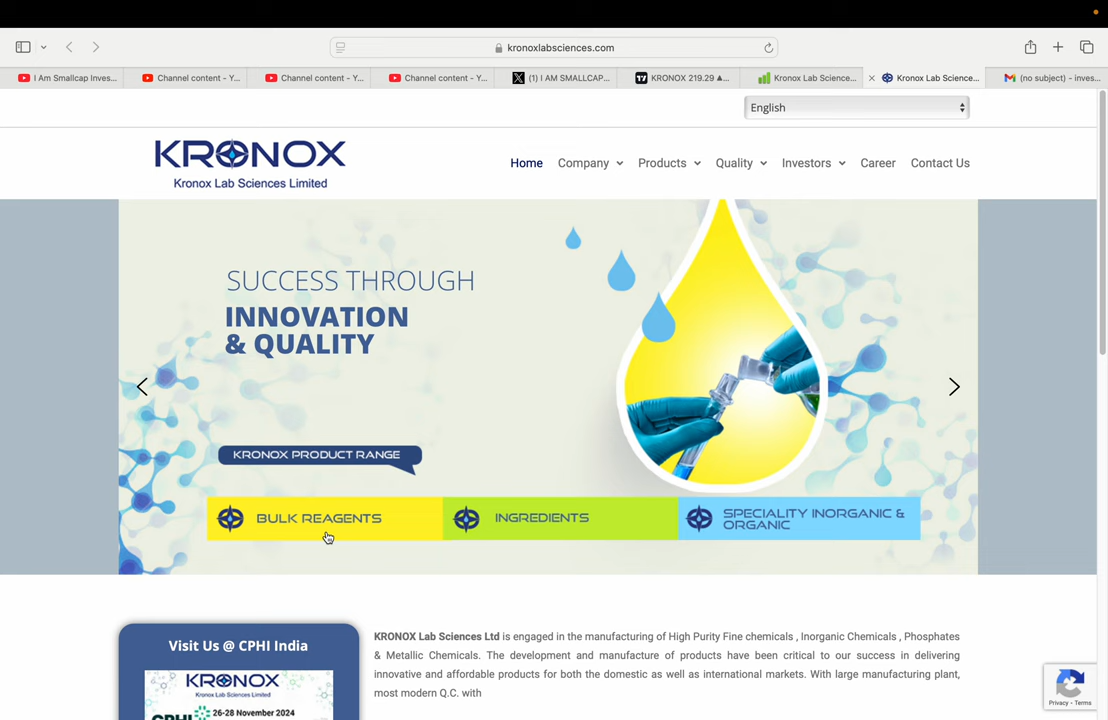 kronoxlabsciences.com
I Am Smallcap Inves...
Channel content - Y...
Channel content - Y...
Channel content - Y...
(1) I AM SMALLCAP...
KRONOX 219.29 ▲...
Kronox Lab Science...
Kronox Lab Science...
(no subject) - inves...
English
KRONOX
Kronox Lab Sciences Limited
Home
Company
Products
Quality
Investors
Career
Contact Us
SUCCESS THROUGH
INNOVATION
& QUALITY
KRONOX PRODUCT RANGE
BULK REAGENTS
INGREDIENTS
SPECIALITY INORGANIC &
ORGANIC
Visit Us @ CPHI India
KRONOX
Kronox Lab Sciences Limited
CPHI
26-28 November 2024
KRONOX Lab Sciences Ltd is engaged in the manufacturing of High Purity Fine chemicals , Inorganic Chemicals , Phosphates
& Metallic Chemicals. The development and manufacture of products have been critical to our success in delivering
innovative and affordable products for both the domestic as well as international markets. With large manufacturing plant,
most modern Q.C. with
Privacy - Terms